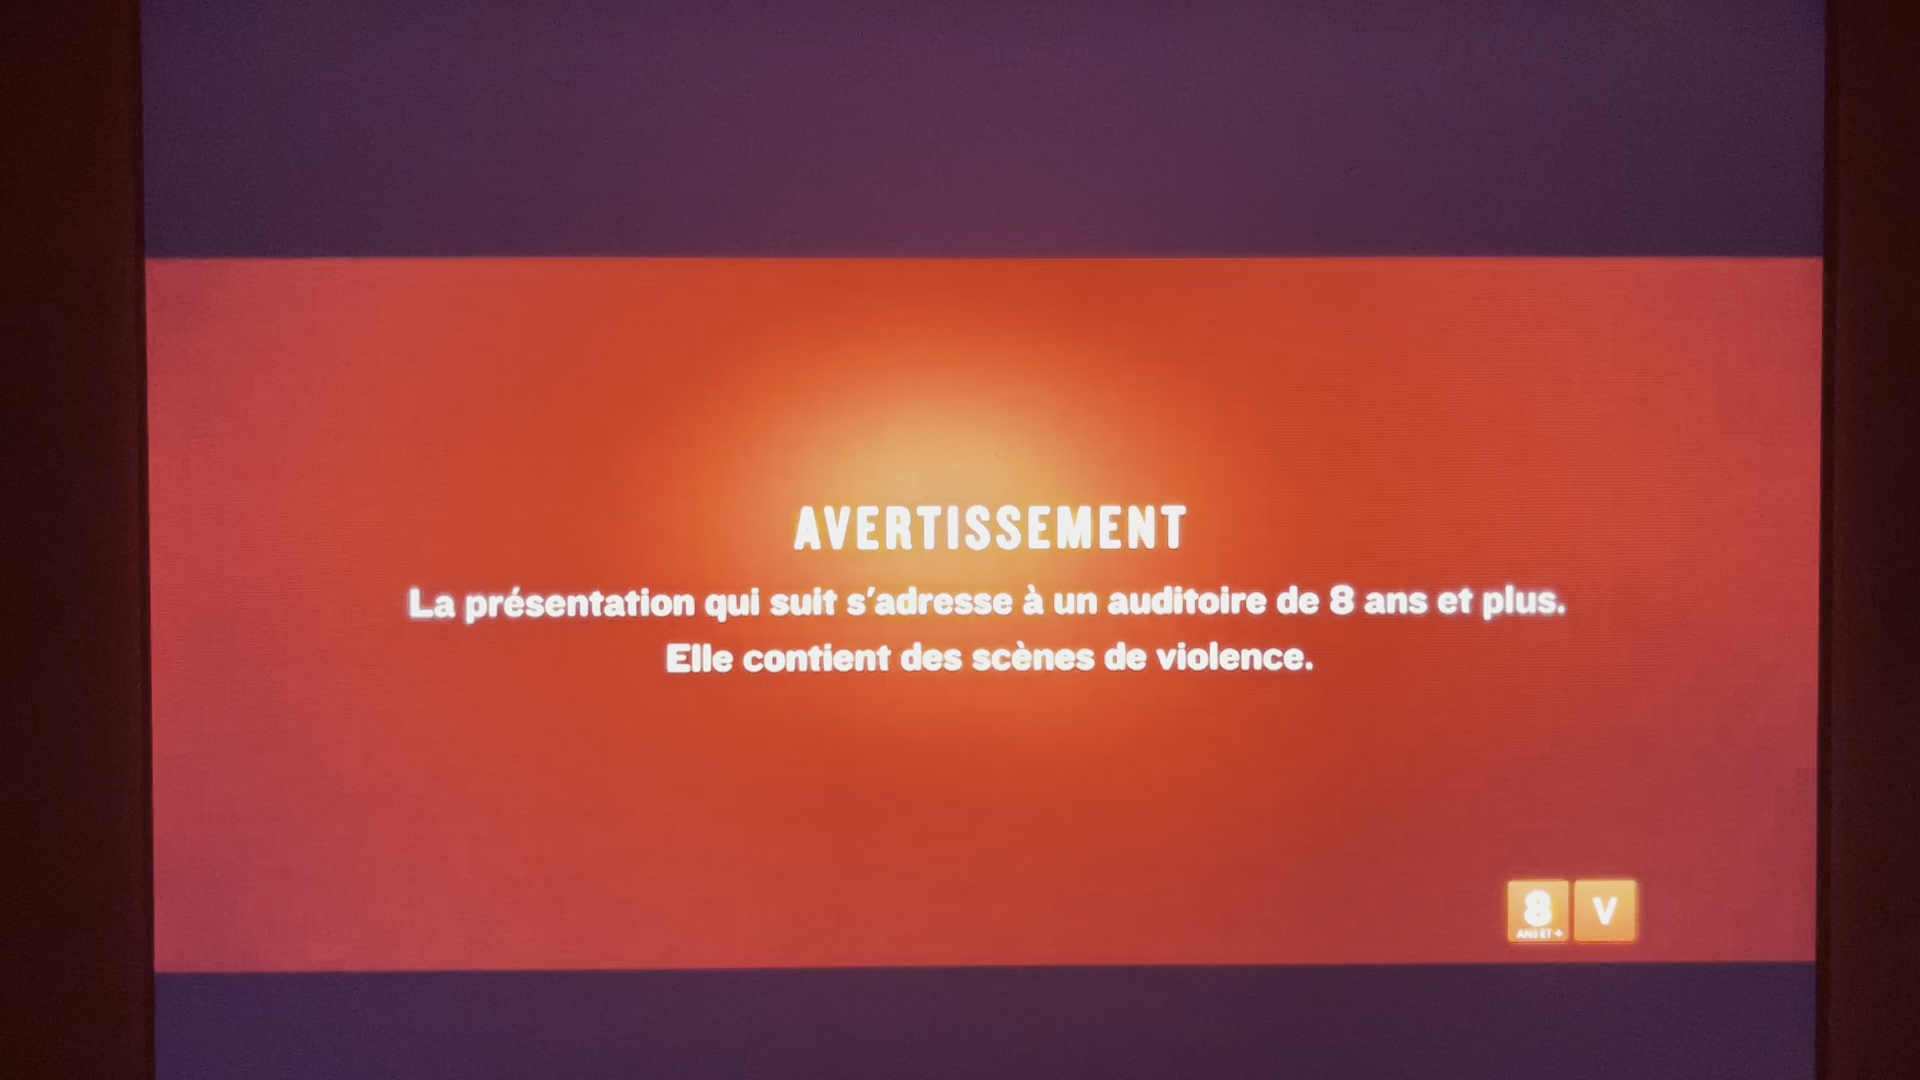 AVERTISSEMENT
La présentation qui suit s'adresse à un auditoire de 8 ans et plus.
Elle contient des scènes de violence.
8 V
ANS ET +